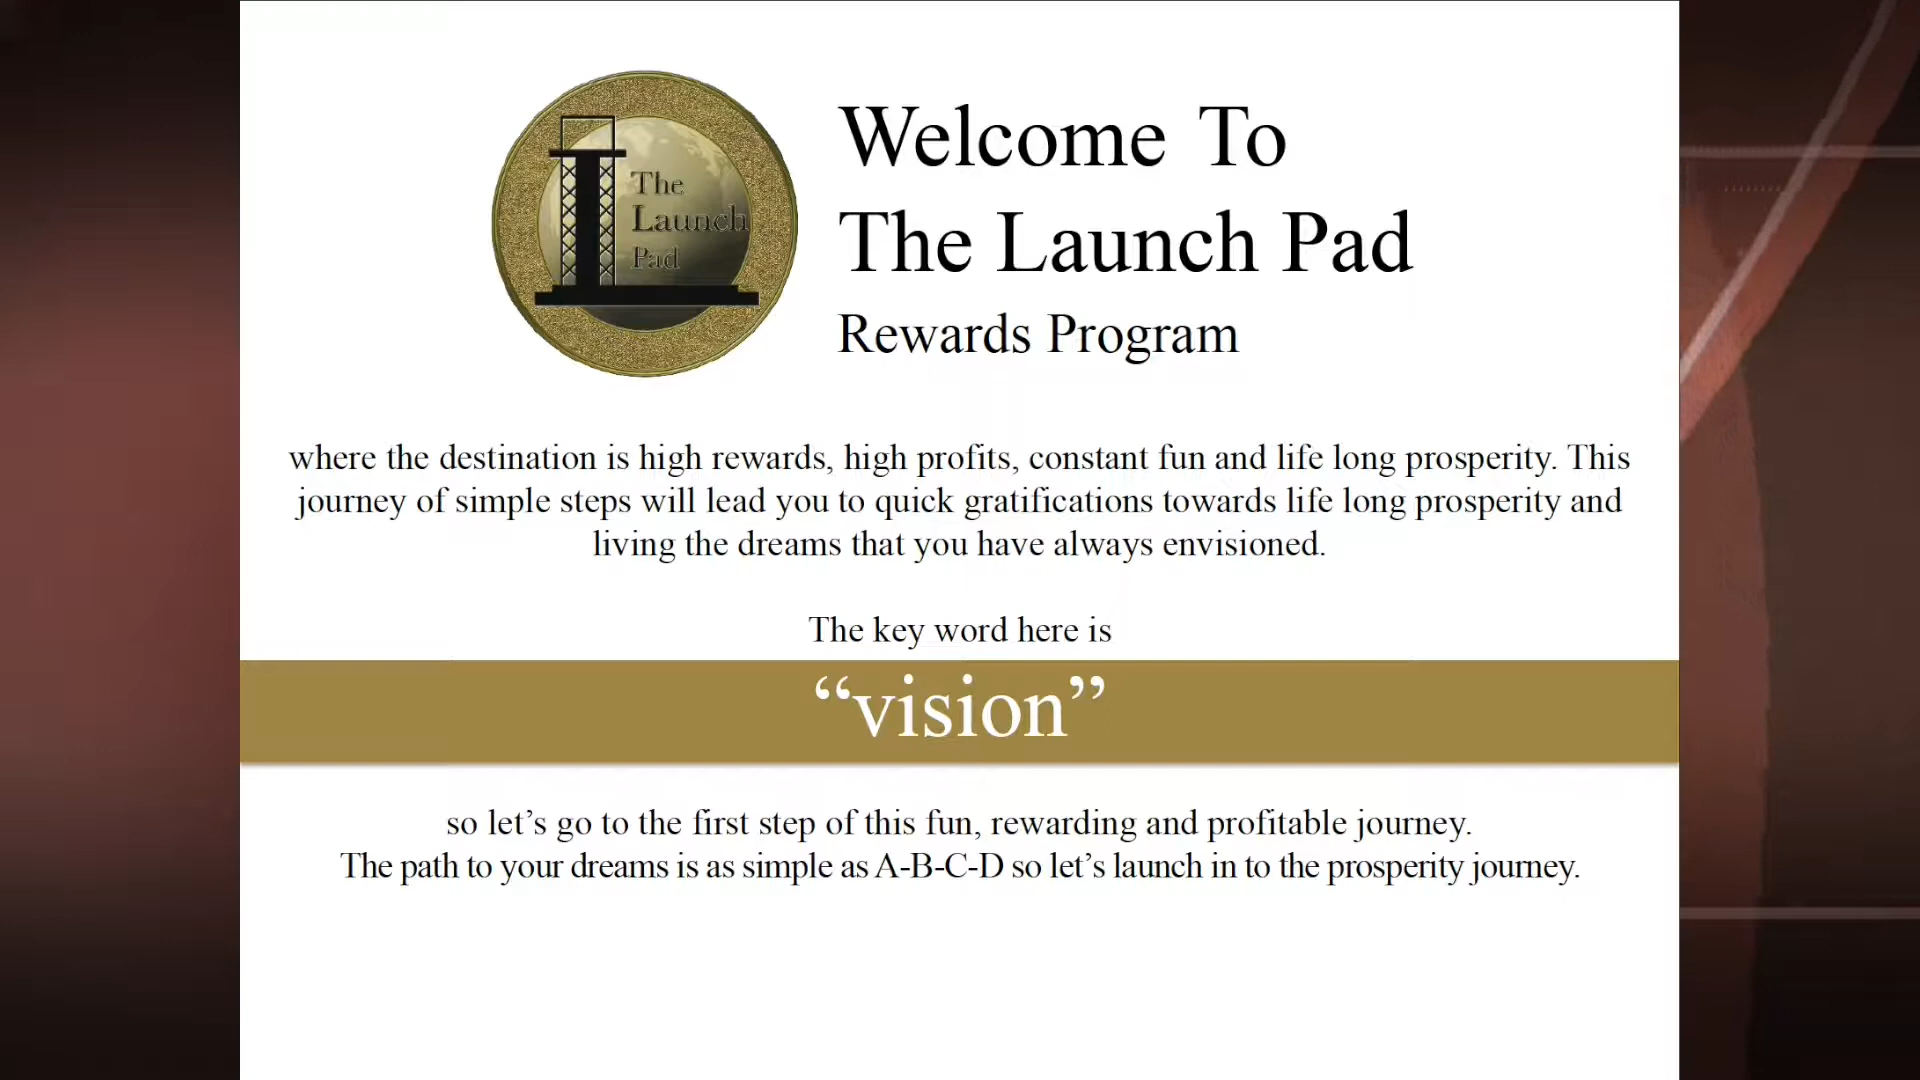 The
Launch
Pad
Welcome To
The Launch Pad
Rewards Program
where the destination is high rewards, high profits, constant fun and life long prosperity. This
journey of simple steps will lead you to quick gratifications towards life long prosperity and
living the dreams that you have always envisioned.
The key word here is
“vision”
so let’s go to the first step of this fun, rewarding and profitable journey.
The path to your dreams is as simple as A-B-C-D so let’s launch in to the prosperity journey.